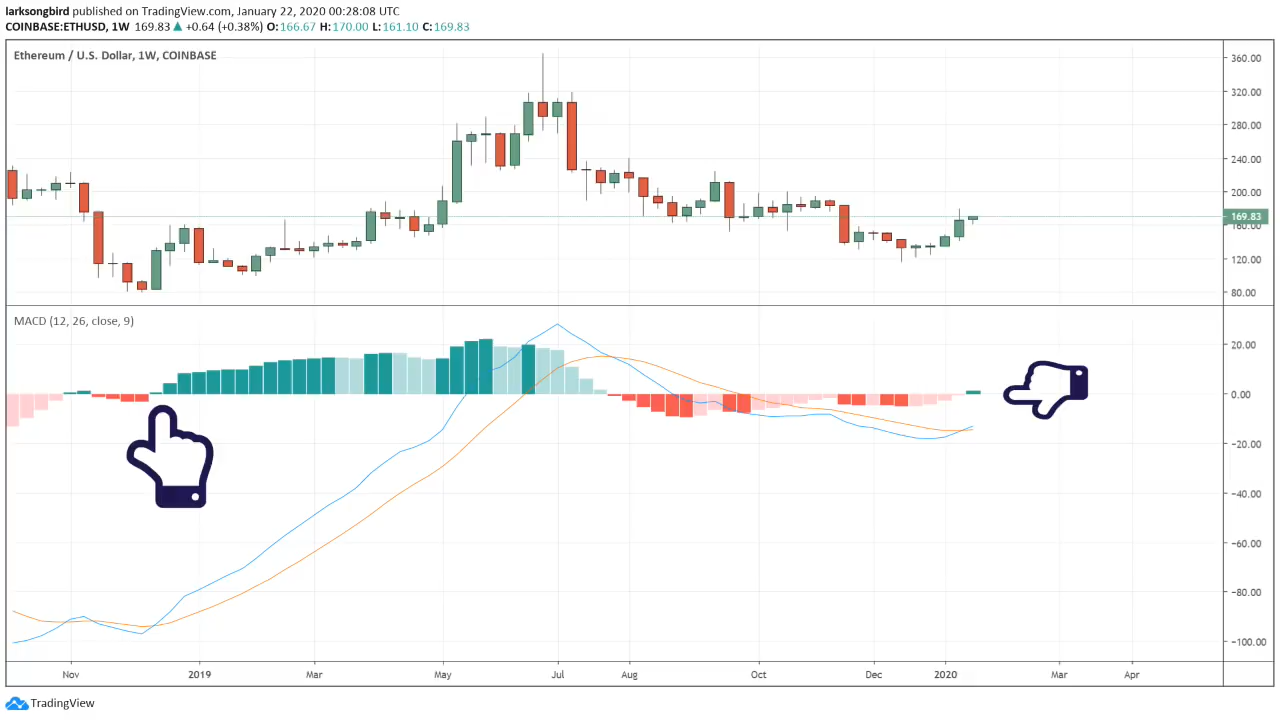 larksongbird published on TradingView.com, January 22, 2020 00:28:08 UTC
COINBASE:ETHUSD, 1W 169.83 ▲ +0.64 (+0.38%) O:166.67 H:170.00 L:161.10 C:169.83
Ethereum / U.S. Dollar, 1W, COINBASE
360.00
320.00
280.00
240.00
200.00
169.83
160.00
120.00
80.00
MACD (12, 26, close, 9)
20.00
0.00
-20.00
-40.00
-60.00
-80.00
-100.00
Nov 2019 Mar May Jul Aug Oct Dec 2020 Mar Apr
TradingView